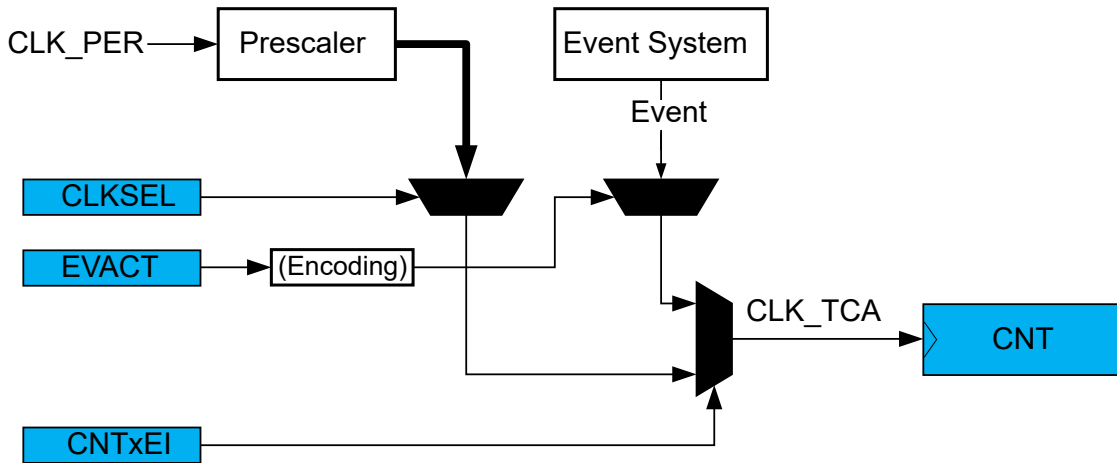 CLK_PER
Prescaler
Event System
Event
CLKSEL
EVACT
(Encoding)
CLK_TCA
CNT
CNTxEI